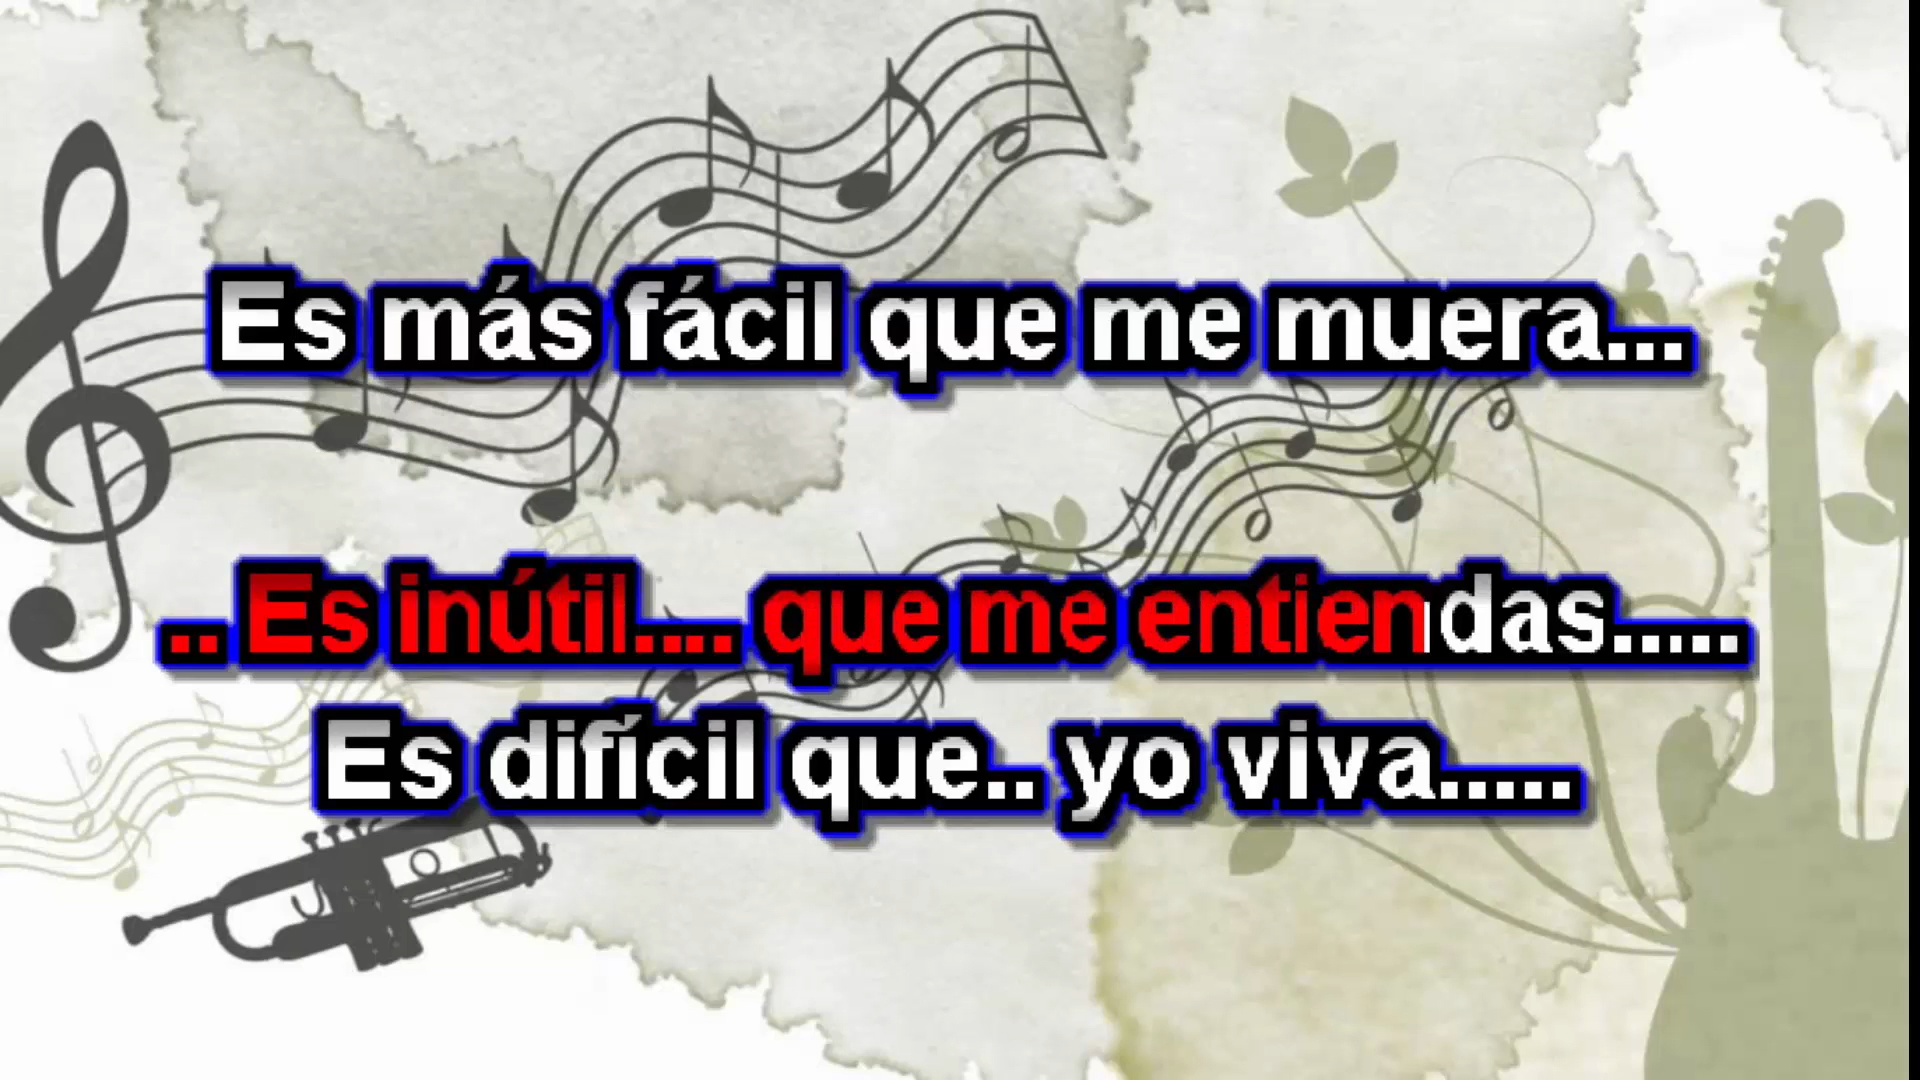 Es más fácil que me muera...
.. Es inútil.... que me entiendas.....
Es difícil que.. yo viva.....